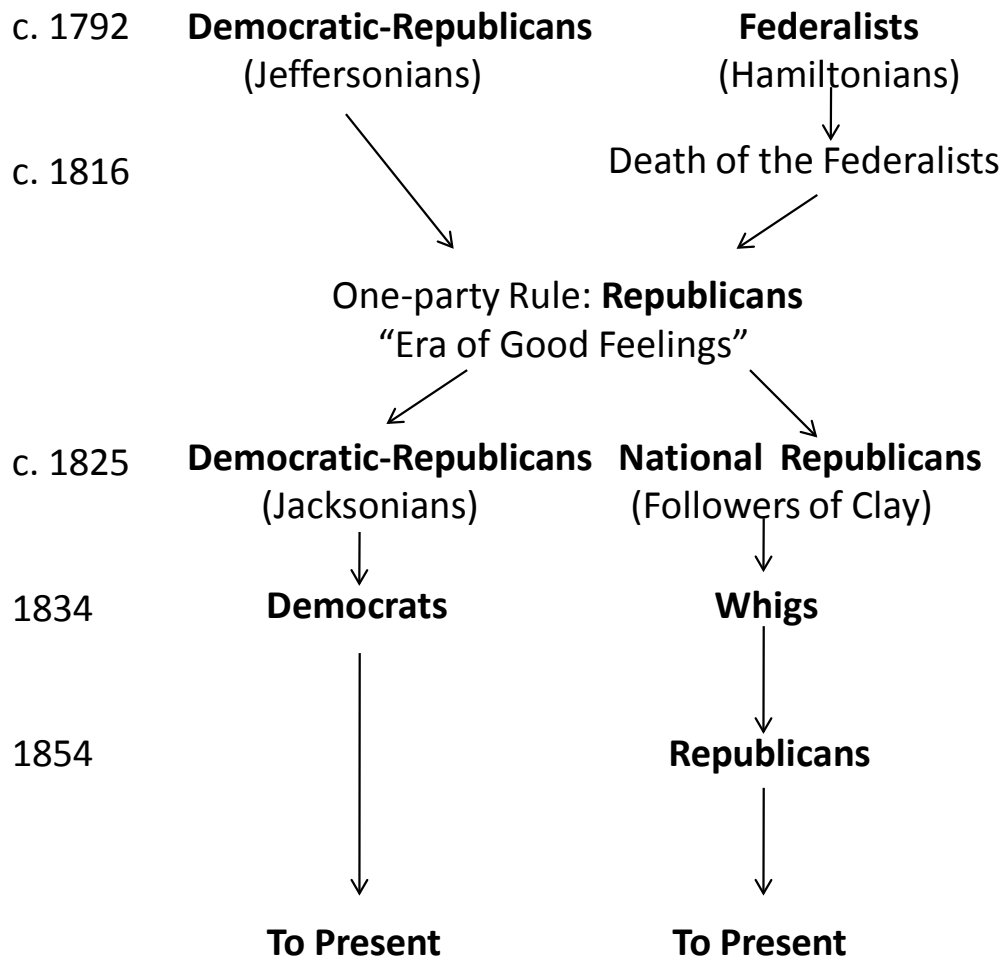 c. 1792 Democratic-Republicans Federalists
(Jeffersonians) (Hamiltonians)
c. 1816 Death of the Federalists
One-party Rule: Republicans
“Era of Good Feelings”
c. 1825 Democratic-Republicans National Republicans
(Jacksonians) (Followers of Clay)
1834 Democrats Whigs
1854 Republicans
To Present To Present